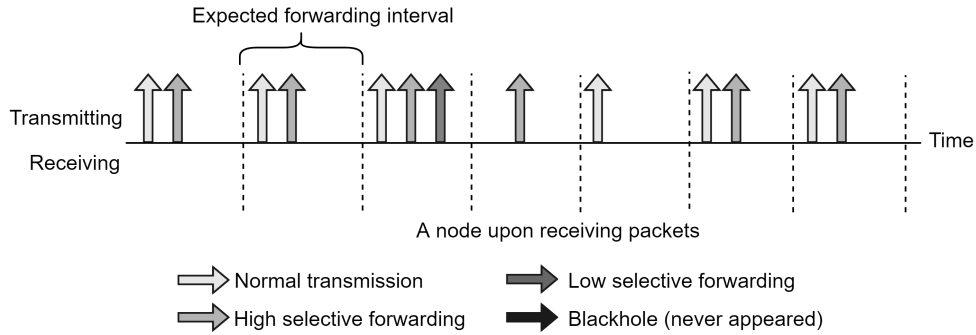 Expected forwarding interval
Transmitting
Time
Receiving
A node upon receiving packets
Normal transmission
Low selective forwarding
High selective forwarding
Blackhole (never appeared)